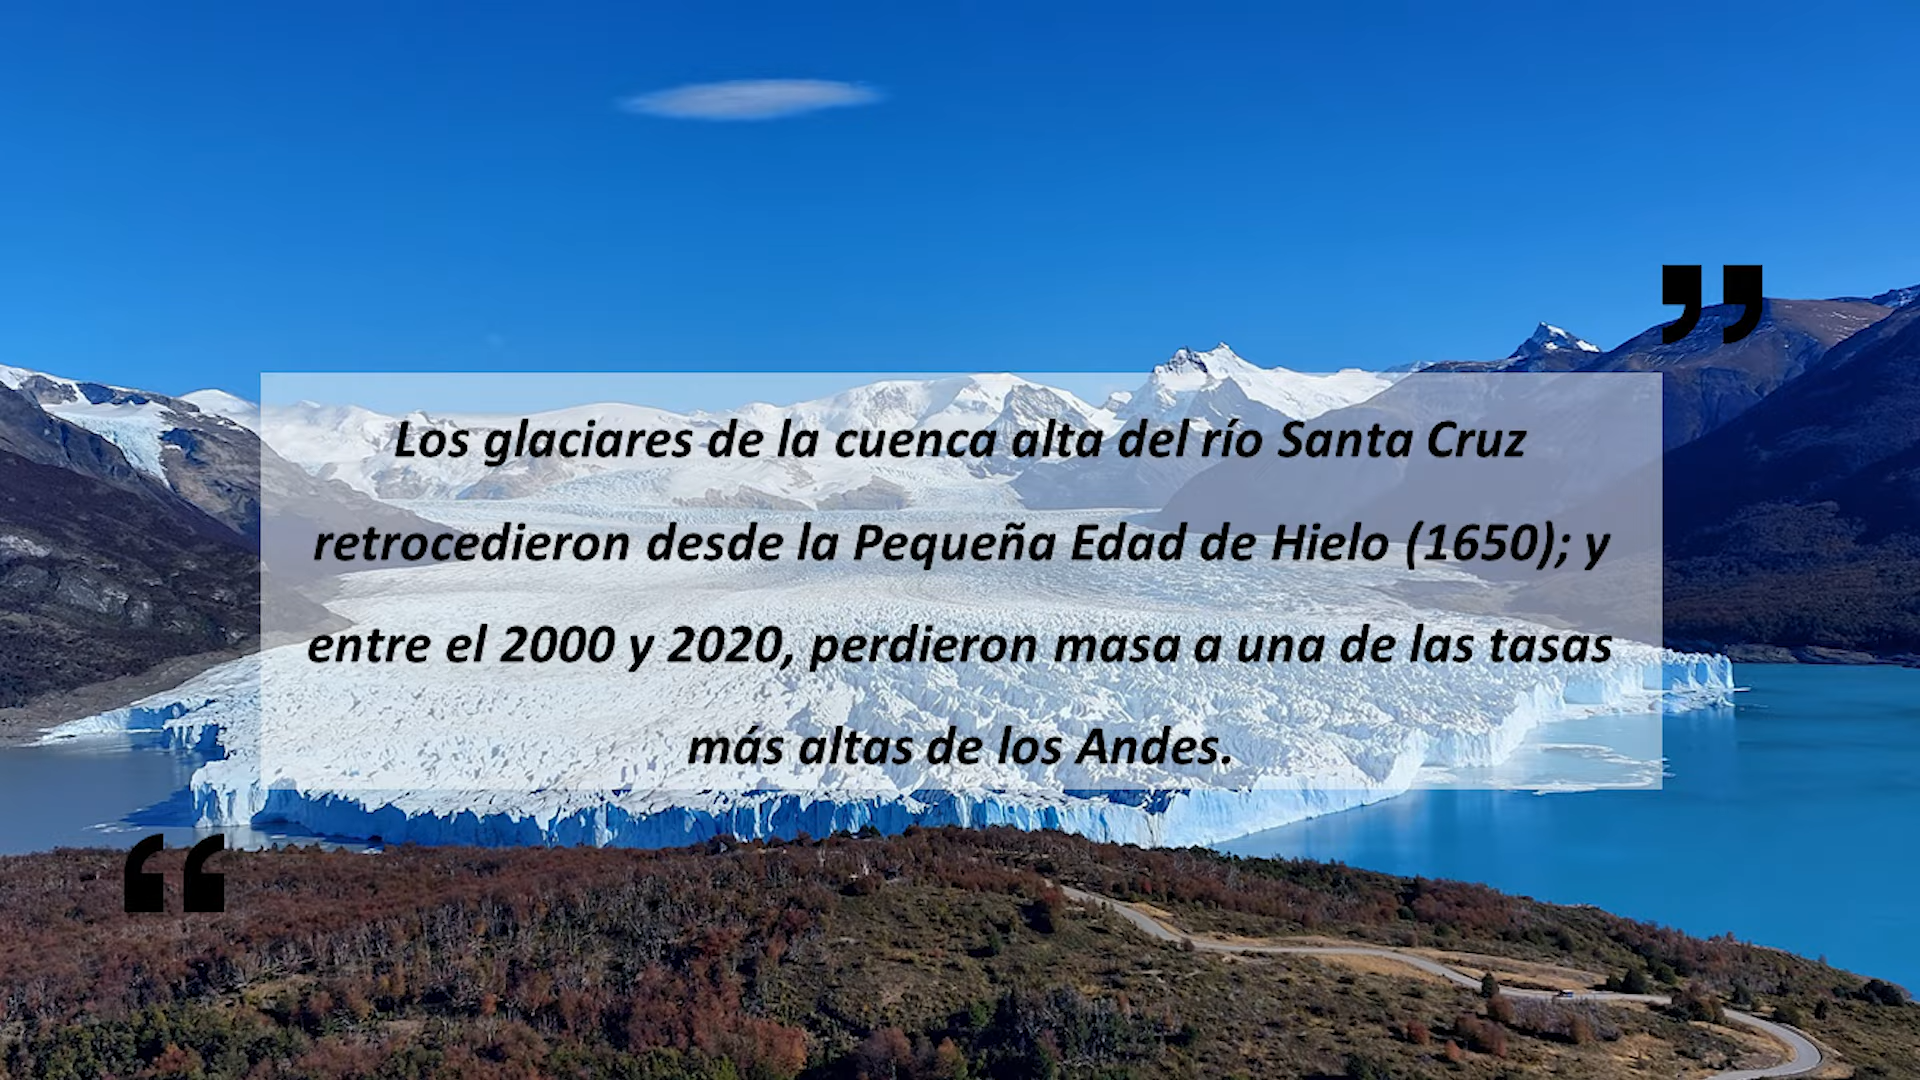 ”
Los glaciares de la cuenca alta del río Santa Cruz
retrocedieron desde la Pequeña Edad de Hielo (1650); y
entre el 2000 y 2020, perdieron masa a una de las tasas
más altas de los Andes.
“